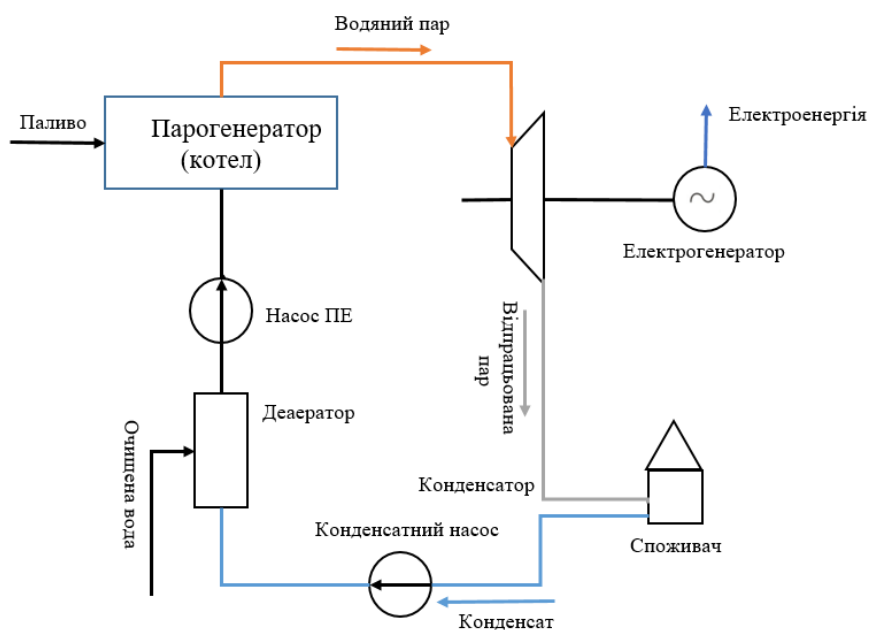 Водяний пар
Паливо
Парогенератор
(котел)
Електроенергія
~
Електрогенератор
Насос ПЕ
Відпрацьована
пар
Деаератор
Очищена вода
Конденсатор
Конденсатний насос
Споживач
Конденсат